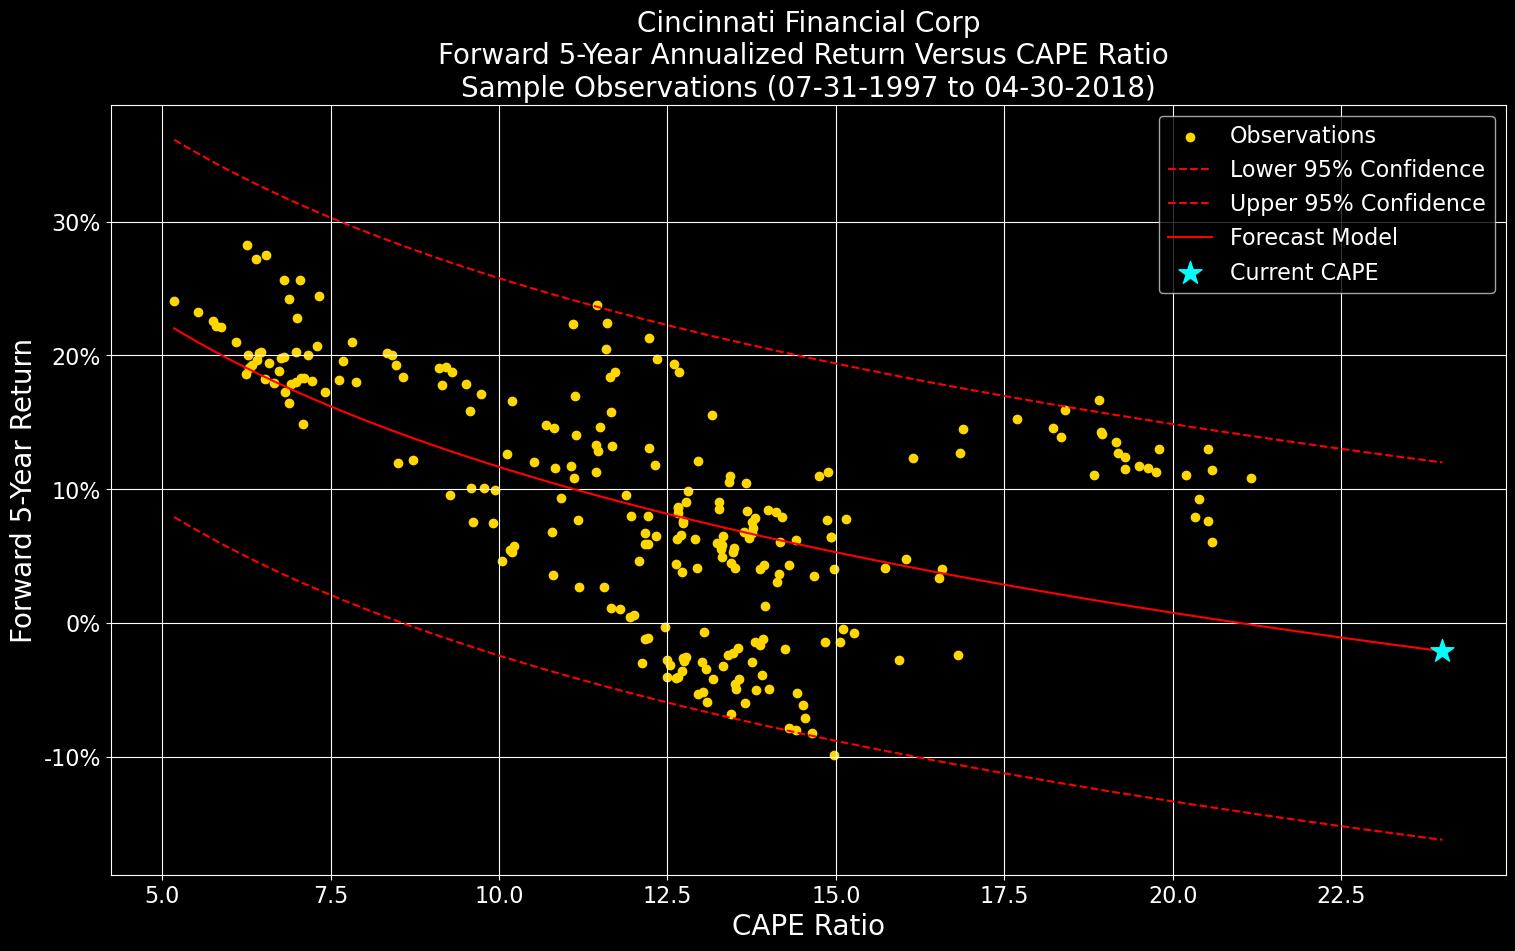 Cincinnati Financial Corp
Forward 5-Year Annualized Return Versus CAPE Ratio
Sample Observations (07-31-1997 to 04-30-2018)
Observations
Lower 95% Confidence
Upper 95% Confidence
Forecast Model
Current CAPE
Forward 5-Year Return
30%
20%
10%
0%
-10%
5.0 7.5 10.0 12.5 15.0 17.5 20.0 22.5
CAPE Ratio